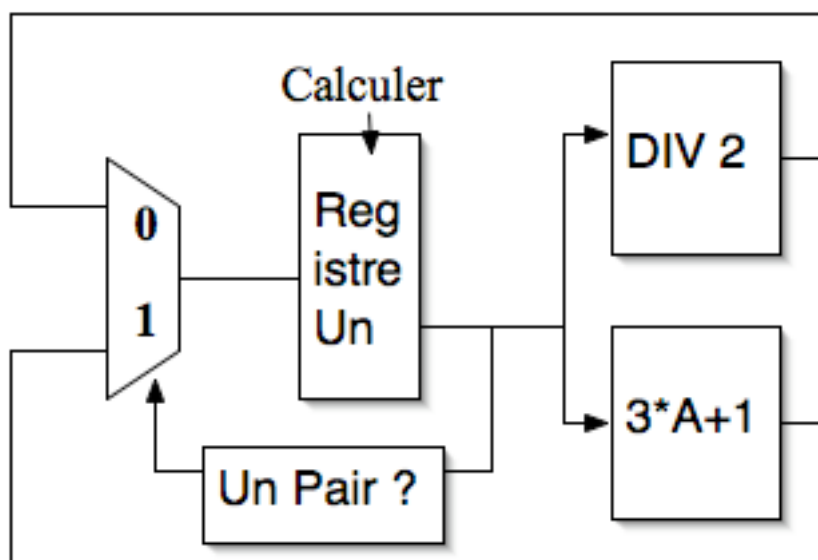 Calculer
DIV 2
0
Reg
istre
Un
1
3*A+1
Un Pair ?